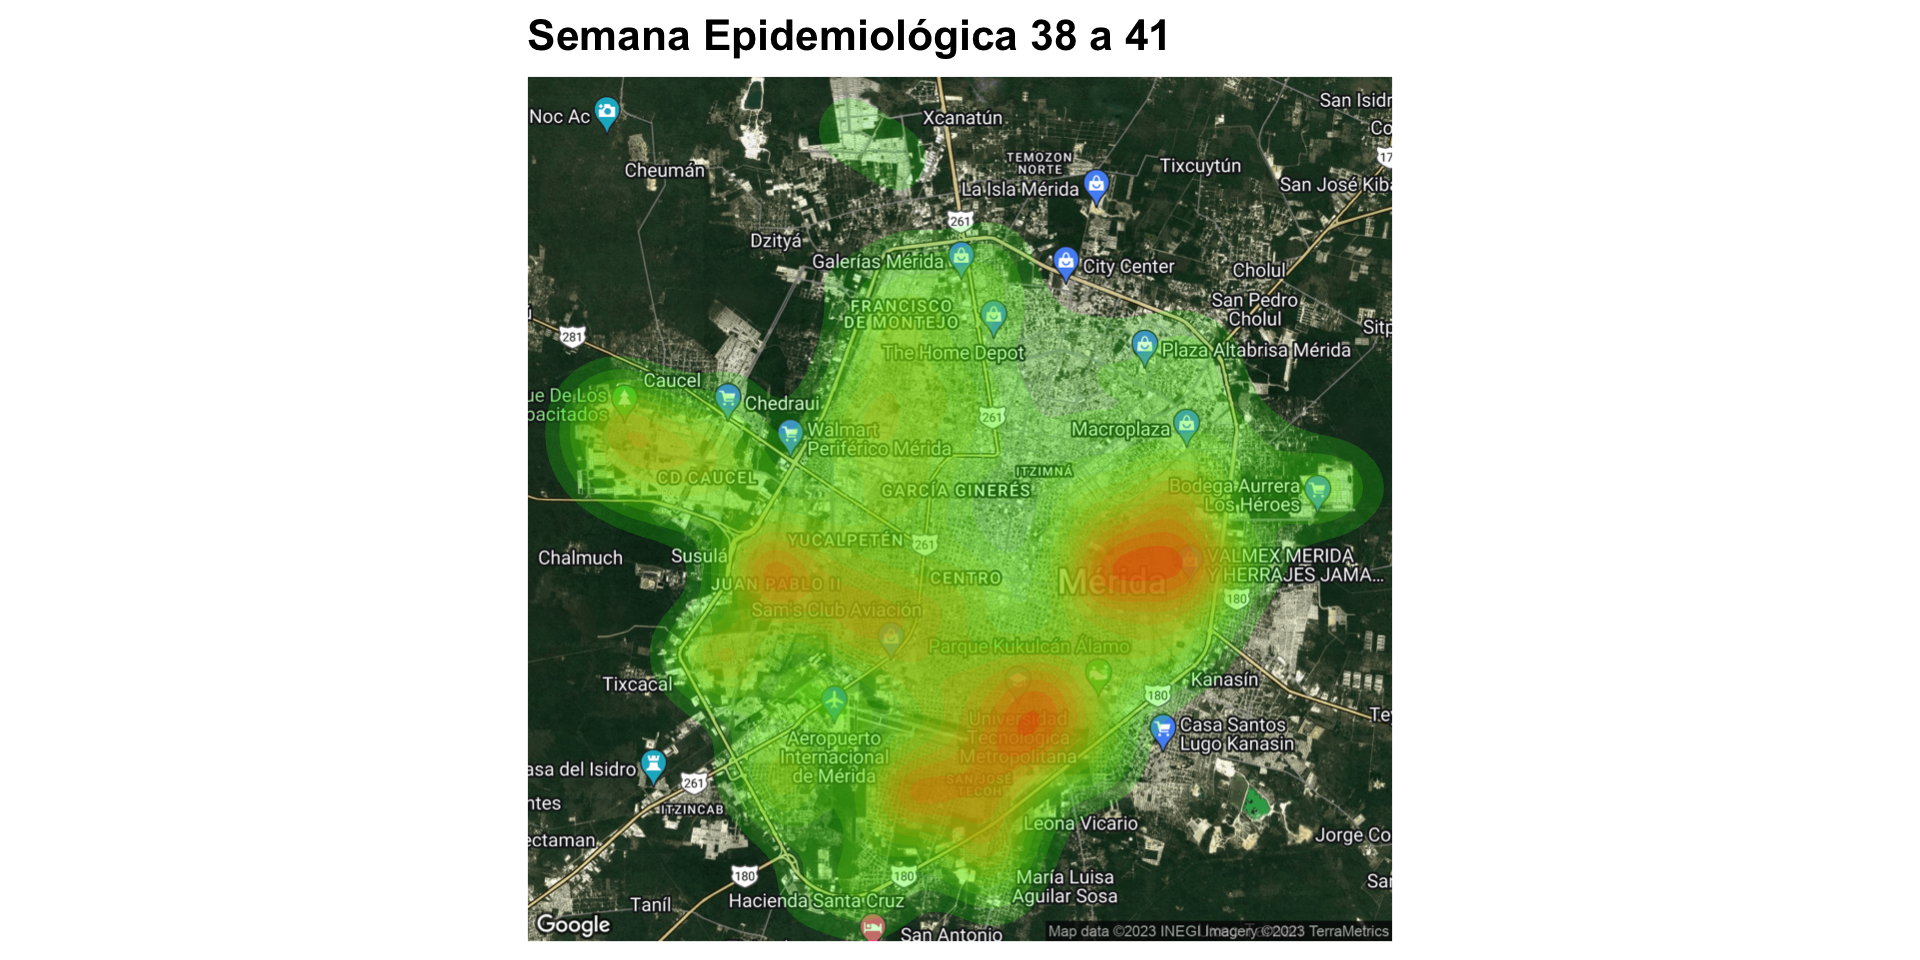 Semana Epidemiológica 38 a 41
San Isidr
Noc Ac
Xcanatún
Co
17
TEMOZON
NORTE
Cheumán
Tixcuytún
La Isla Mérida
San José Kiba
261
Dzityá
Galerías Mérida
City Center
Cholul
FRANCISCO
DE MONTEJO
San Pedro
Cholul
281
Sitp
The Home Depot
Plaza Altabrisa Mérida
Caucel
ue De Los
pacitados
Chedraui
261
Walmart
Periférico Mérida
Macroplaza
CD CAUCEL
ITZIMNÁ
GARCÍA GINERÉS
Bodega Aurrera
Los Héroes
YUCALPETÉN
261
Chalmuch
Susulá
VALMEX MERIDA
Y HERRAJES JAMA...
JUAN PABLO II
CENTRO
Mérida
180
Sam's Club Aviación
Parque Kukulcán Álamo
Tixcacal
Kanasín
180
Universidad
Tecnológica
Metropolitana
Te
Casa Santos
Lugo Kanasin
Aeropuerto
Internacional
de Mérida
asa del Isidro
261
SAN JOSÉ
TECOH
ntes
ITZINCAB
Leona Vicario
ectaman
Jorge Co
180
180
María Luisa
Aguilar Sosa
Sai
Taníl
Hacienda Santa Cruz
Google
San Antonio
Map data ©2023 INEGI Imagery ©2023 TerraMetrics